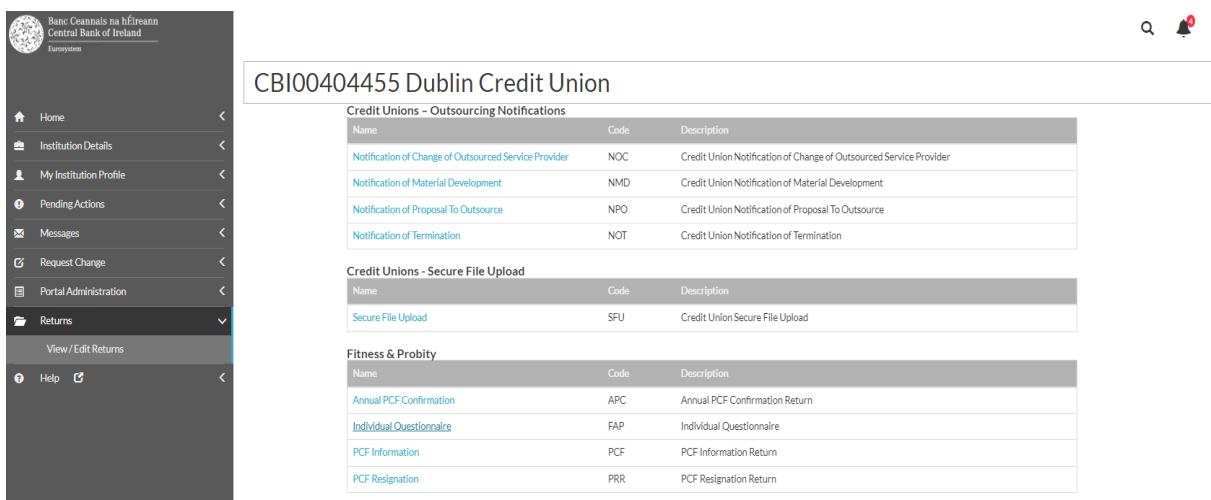 Banc Ceannais na hÉireann
Central Bank of Ireland
Eurosystem
4
CBI00404455 Dublin Credit Union
Home
Institution Details
My Institution Profile
Pending Actions
Messages
Request Change
Portal Administration
Returns
View / Edit Returns
Help
Credit Unions – Outsourcing Notifications
Name Code Description
Notification of Change of Outsourced Service Provider NOC Credit Union Notification of Change of Outsourced Service Provider
Notification of Material Development NMD Credit Union Notification of Material Development
Notification of Proposal To Outsource NPO Credit Union Notification of Proposal To Outsource
Notification of Termination NOT Credit Union Notification of Termination
Credit Unions - Secure File Upload
Name Code Description
Secure File Upload SFU Credit Union Secure File Upload
Fitness & Probity
Name Code Description
Annual PCF Confirmation APC Annual PCF Confirmation Return
Individual Questionnaire FAP Individual Questionnaire
PCF Information PCF PCF Information Return
PCF Resignation PRR PCF Resignation Return